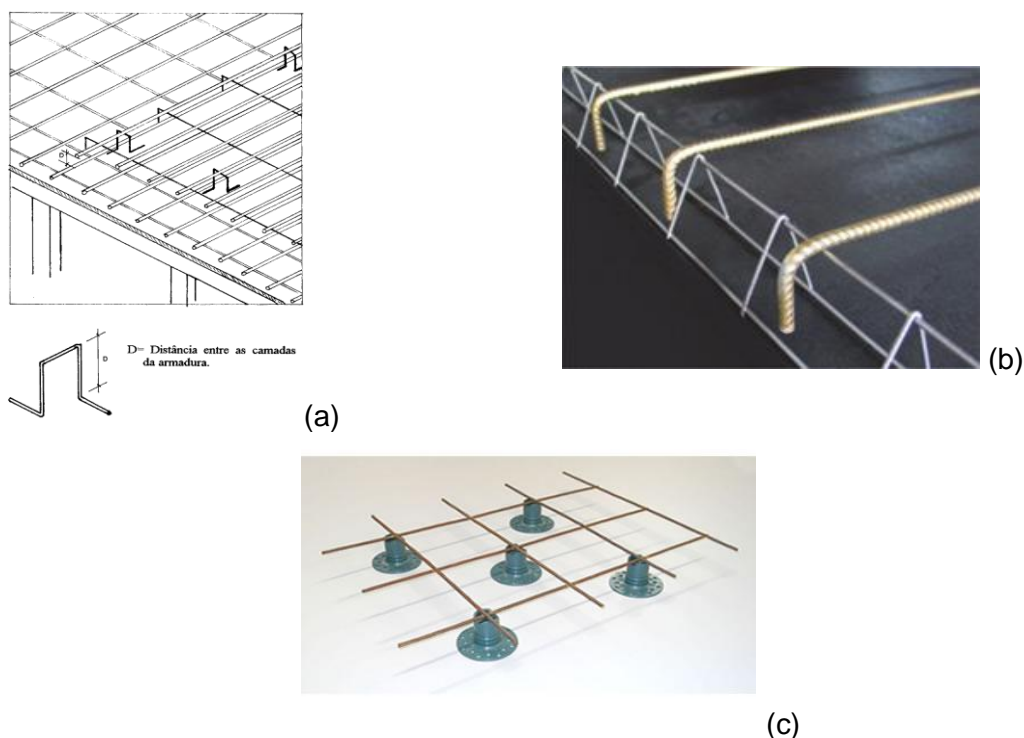 D
D= Distância entre as camadas
da armadura.
D
(b)
(a)
(c)